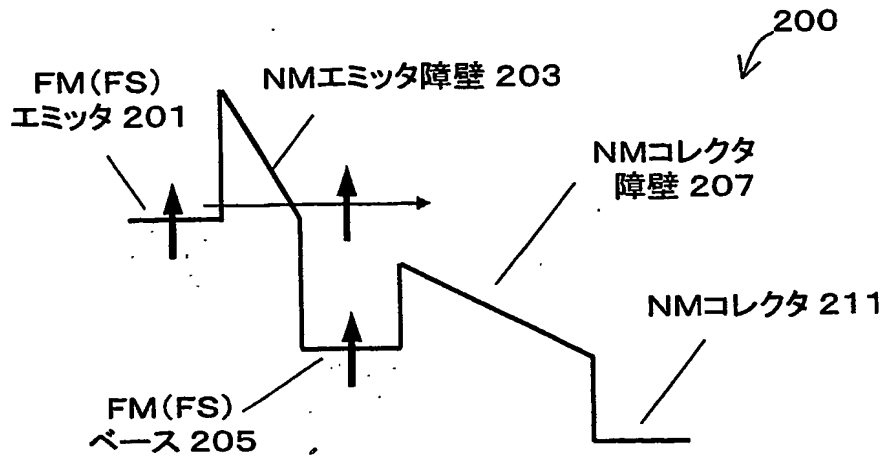 200
FM(FS)
エミッタ 201
NMエミッタ障壁 203
NMコレクタ
障壁 207
NMコレクタ 211
FM(FS)
ベース 205